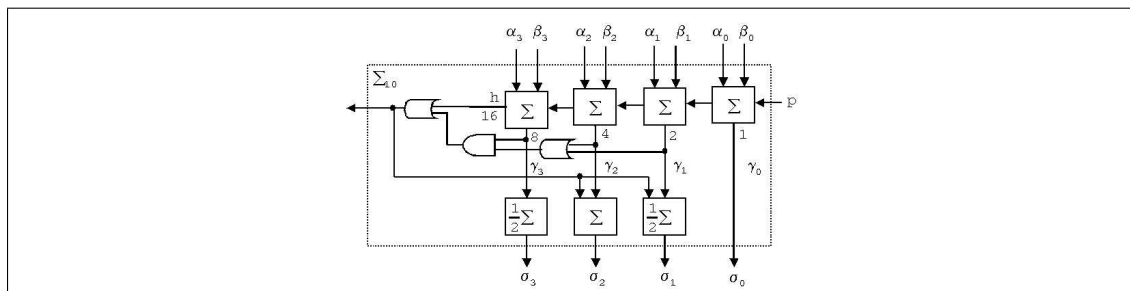 α₃ β₃ α₂ β₂ α₁ β₁ α₀ β₀
Σ₁₀
h
Σ Σ Σ Σ p
16
8 4 2 1
γ₃ γ₂ γ₁ γ₀
½Σ Σ ½Σ
σ₃ σ₂ σ₁ σ₀